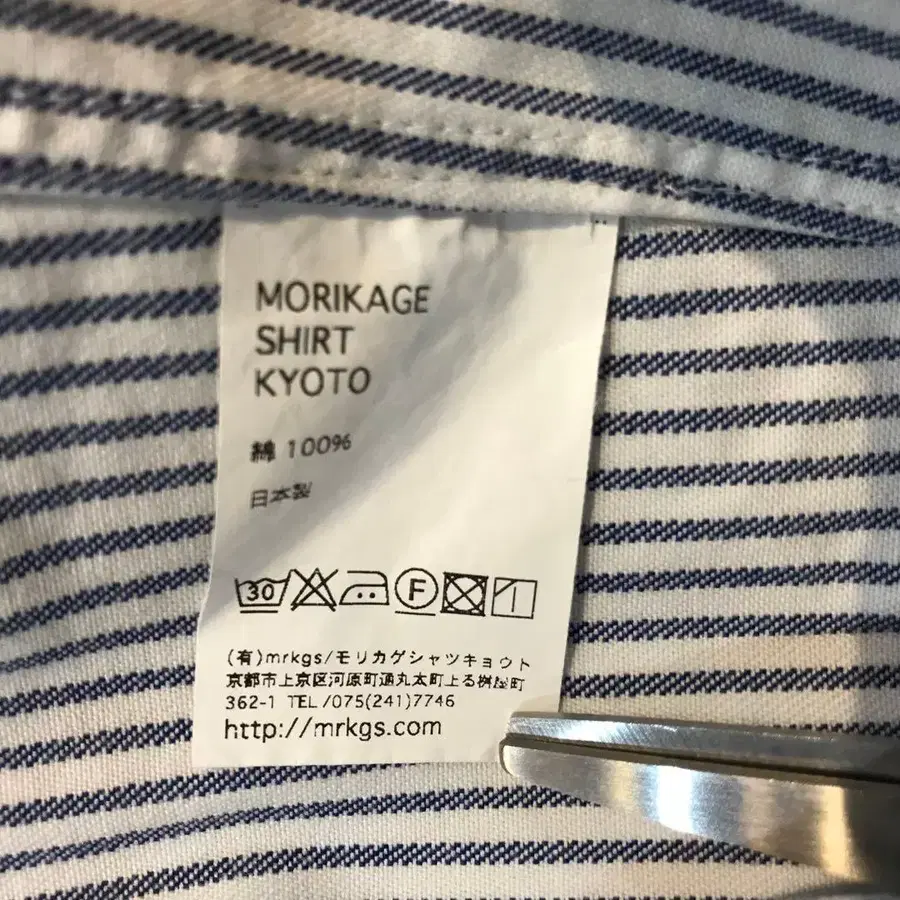 MORIKAGE
SHIRT
KYOTO
綿 100%
日本製
30 F
(有)mrkgs/モリカゲシャツキョウト
京都市上京区河原町通丸太町上る桝屋町
362-1 TEL/075(241)7746
http://mrkgs.com